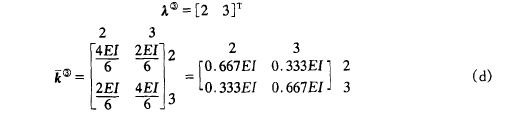 λ③=[2 3]ᵀ
2 3
k̄③= [4EI/6 2EI/6; 2EI/6 4EI/6] 2 3 = [0.667EI 0.333EI; 0.333EI 0.667EI] 2 3 (d)
2 3